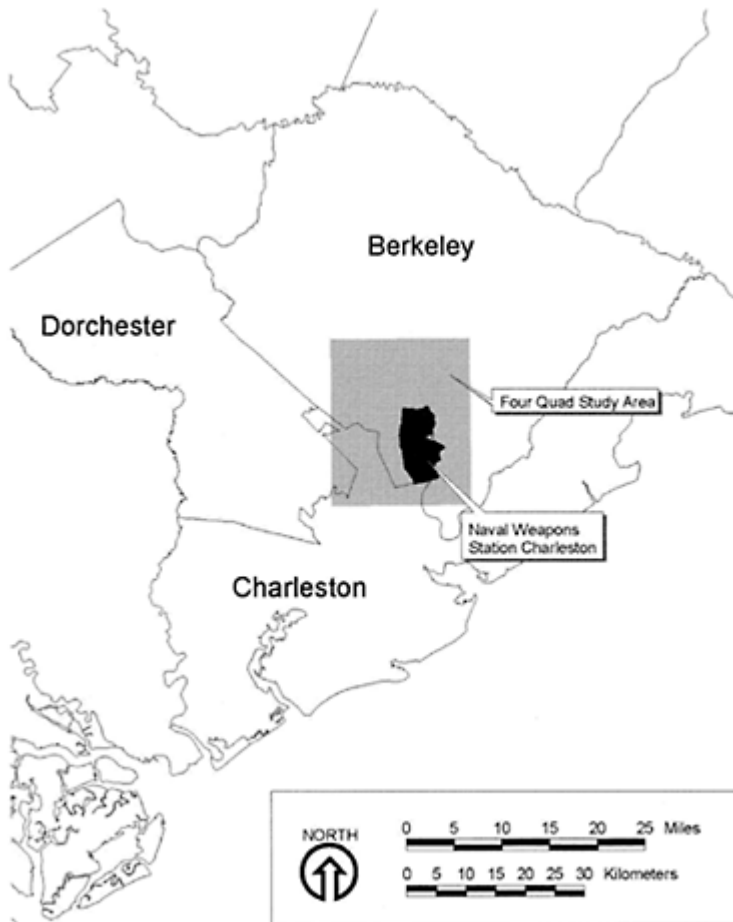 Berkeley
Dorchester
Four Quad Study Area
Naval Weapons
Station Charleston
Charleston
NORTH
0 5 10 15 20 25 Miles
0 5 10 15 20 25 30 Kilometers